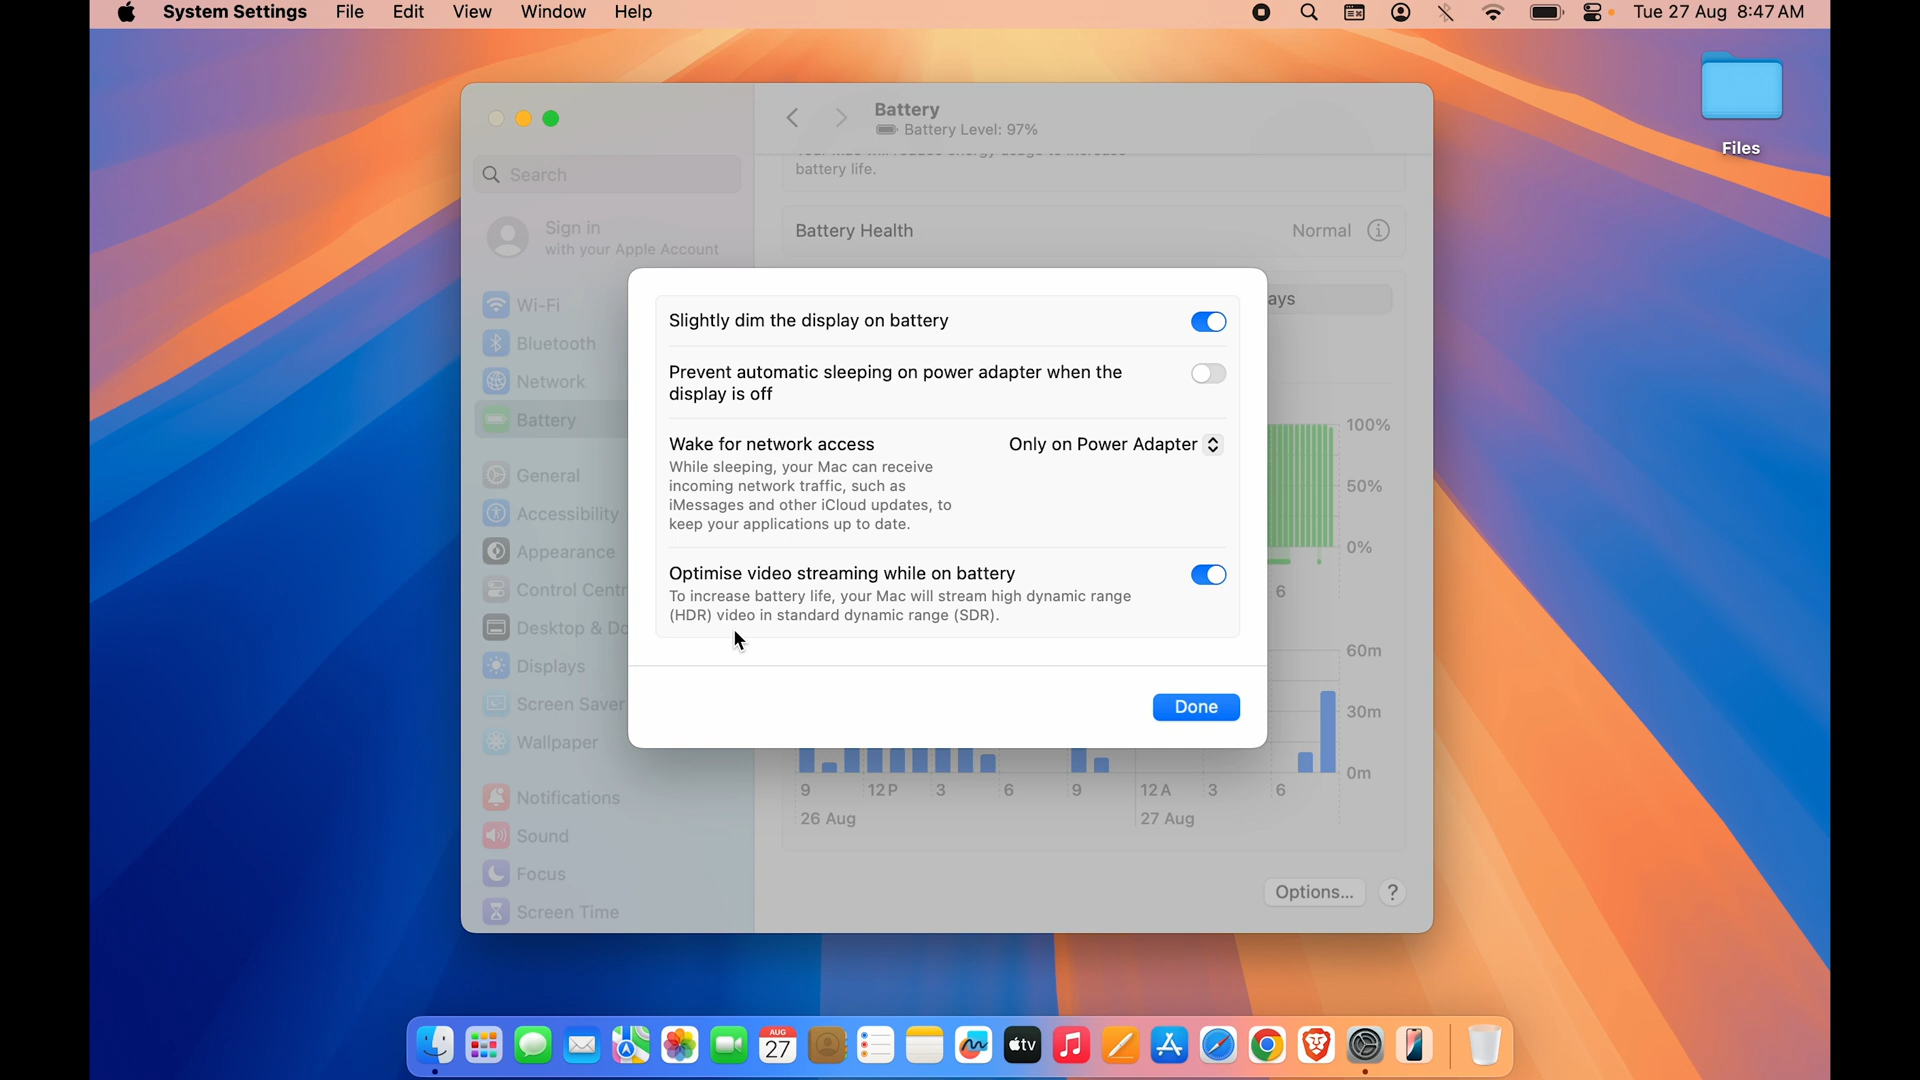 System Settings File Edit View Window Help
Tue 27 Aug 8:47 AM
Files
Battery
Battery Level: 97%
Search
battery life.
Sign in
with your Apple Account
Battery Health
Normal
ays
Wi-Fi
Bluetooth
Network
Battery
General
Accessibility
Appearance
Control Centr
Desktop & Do
Displays
Screen Saver
Wallpaper
Notifications
Sound
Focus
Screen Time
Slightly dim the display on battery
Prevent automatic sleeping on power adapter when the
display is off
Wake for network access
Only on Power Adapter
While sleeping, your Mac can receive
incoming network traffic, such as
iMessages and other iCloud updates, to
keep your applications up to date.
Optimise video streaming while on battery
To increase battery life, your Mac will stream high dynamic range
(HDR) video in standard dynamic range (SDR).
Done
100%
50%
0%
6
60m
30m
0m
9 12 P 3 6 9 12 A 3 6
26 Aug 27 Aug
Options... ?
AUG
27
tv